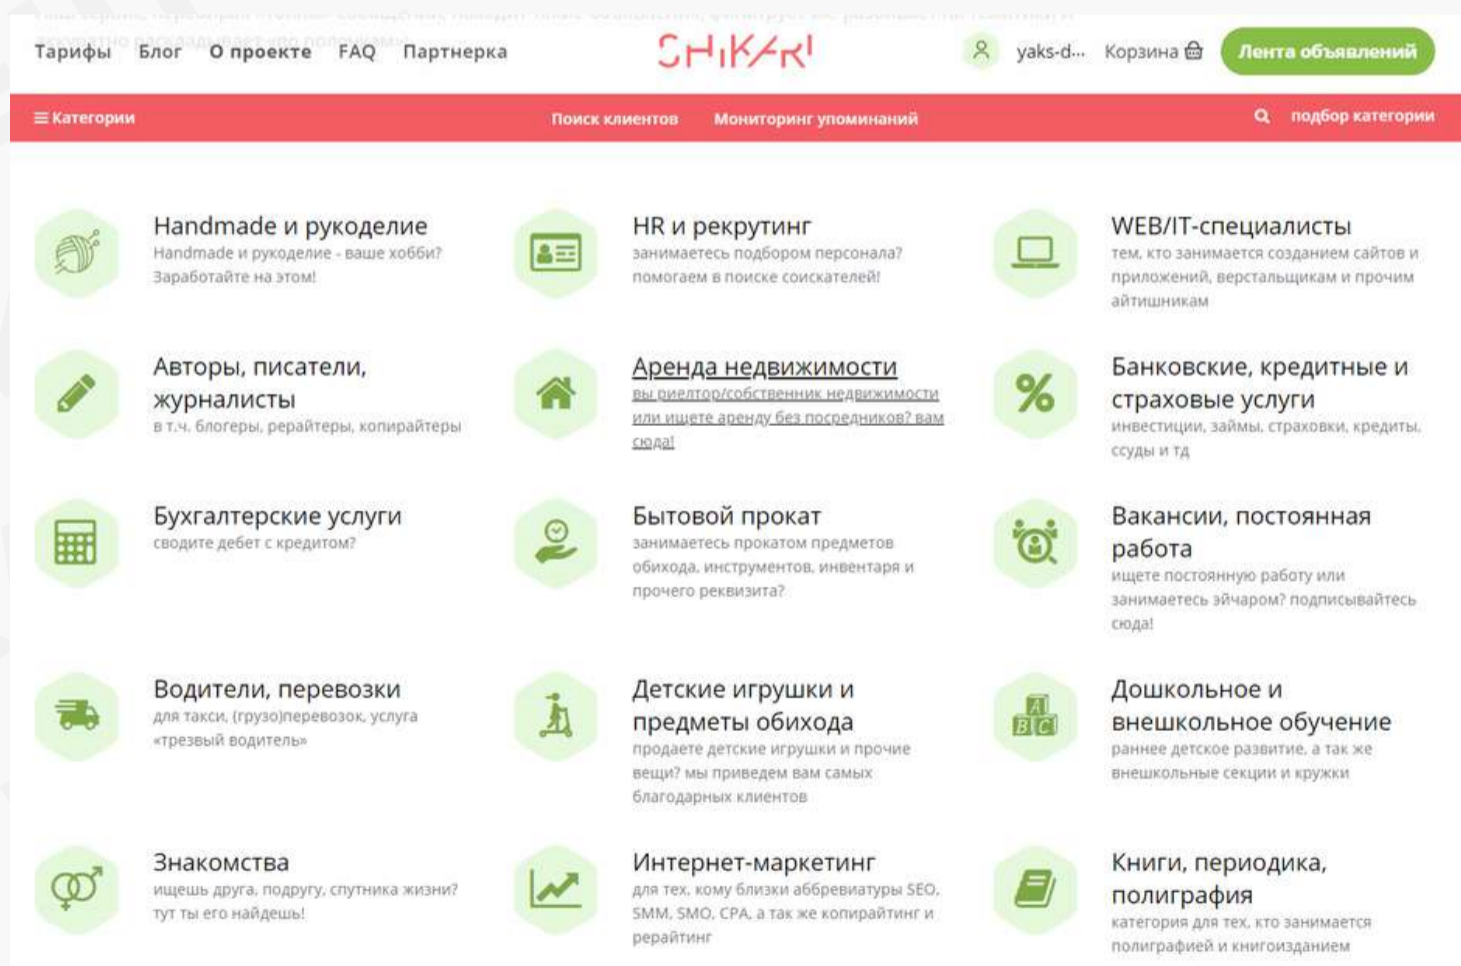 Тарифы Блог О проекте FAQ Партнерка SHIKARI yaks-d... Корзина Лента объявлений
Категории Поиск клиентов Мониторинг упоминаний подбор категории
Handmade и рукоделие
Handmade и рукоделие - ваше хобби?
Заработайте на этом!
HR и рекрутинг
занимаетесь подбором персонала?
помогаем в поиске соискателей!
WEB/IT-специалисты
тем, кто занимается созданием сайтов и
приложений, верстальщикам и прочим
айтишникам
Авторы, писатели,
журналисты
в т.ч. блогеры, рерайтеры, копирайтеры
Аренда недвижимости
вы риелтор/собственник недвижимости
или ищете аренду без посредников? вам
сюда!
Банковские, кредитные и
страховые услуги
инвестиции, займы, страховки, кредиты,
ссуды и тд
Бухгалтерские услуги
сводите дебет с кредитом?
Бытовой прокат
занимаетесь прокатом предметов
обихода, инструментов, инвентаря и
прочего реквизита?
Вакансии, постоянная
работа
ищете постоянную работу или
занимаетесь эйчаром? подписывайтесь
сюда!
Водители, перевозки
для такси, (грузо)перевозок, услуга
«трезвый водитель»
Детские игрушки и
предметы обихода
продаете детские игрушки и прочие
вещи? мы приведем вам самых
благодарных клиентов
Дошкольное и
внешкольное обучение
раннее детское развитие, а так же
внешкольные секции и кружки
Знакомства
ищешь друга, подругу, спутника жизни?
тут ты его найдешь!
Интернет-маркетинг
для тех, кому близки аббревиатуры SEO,
SMM, SMO, CPA, а так же копирайтинг и
рерайтинг
Книги, периодика,
полиграфия
категория для тех, кто занимается
полиграфией и книгоизданием